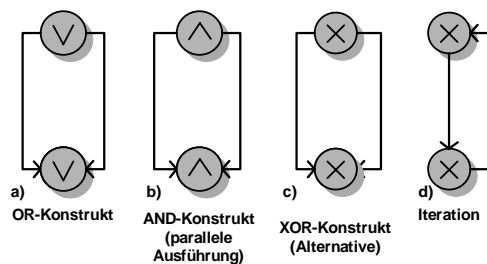 a)
OR-Konstrukt
b)
AND-Konstrukt
(parallele
Ausführung)
c)
XOR-Konstrukt
(Alternative)
d)
Iteration